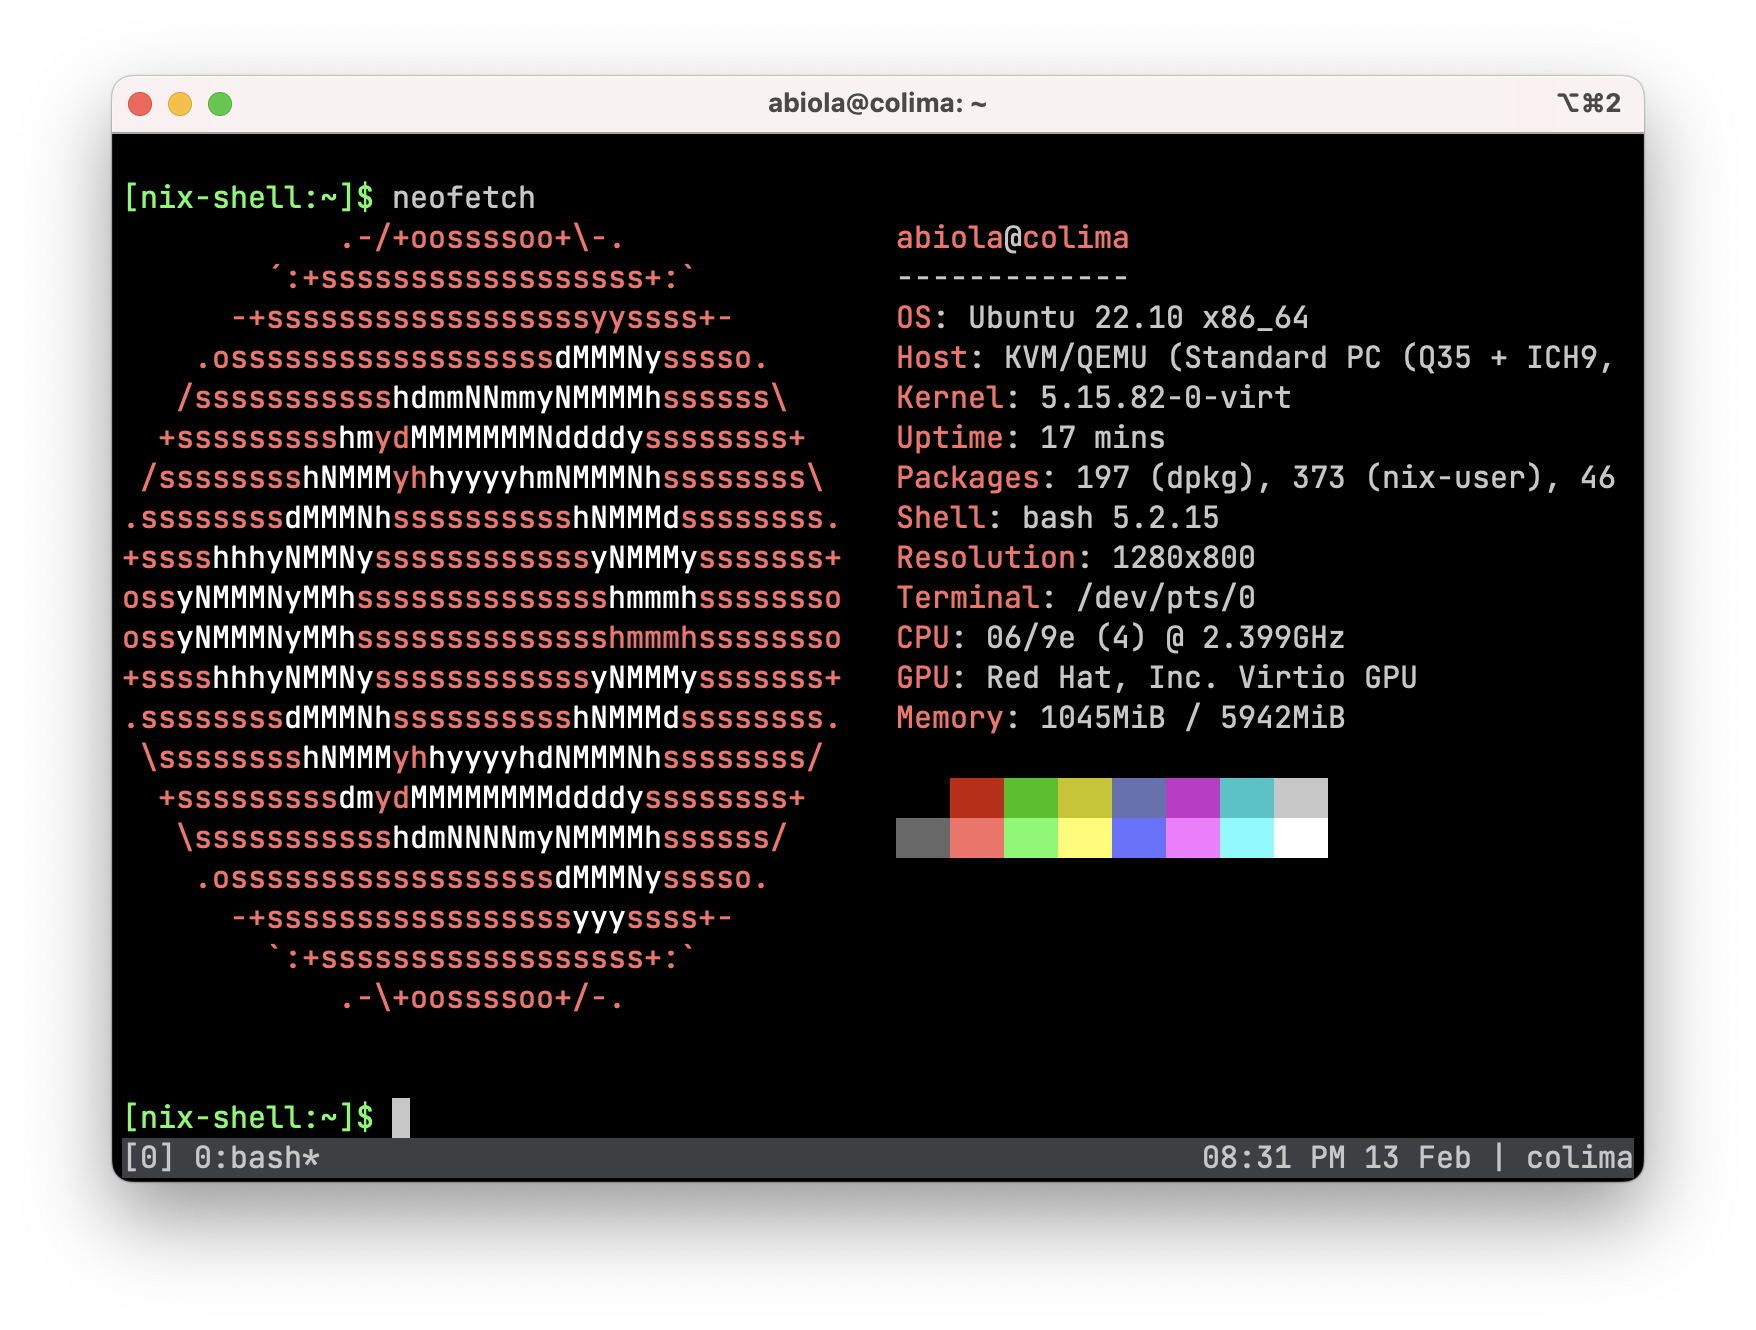 abiola@colima: ~ ⌥⌘2
[nix-shell:~]$ neofetch
            .-/+oossssoo+\-.               abiola@colima
        ´:+ssssssssssssssssss+:`           -------------
      -+ssssssssssssssssssyyssss+-         OS: Ubuntu 22.10 x86_64
    .ossssssssssssssssssdMMMNysssso.       Host: KVM/QEMU (Standard PC (Q35 + ICH9,
   /ssssssssssshdmmNNmmyNMMMMhssssss\      Kernel: 5.15.82-0-virt
  +ssssssssshmydMMMMMMMNddddyssssssss+     Uptime: 17 mins
 /sssssssshNMMMyhhyyyyhmNMMMNhssssssss\    Packages: 197 (dpkg), 373 (nix-user), 46
.ssssssssdMMMNhsssssssssshNMMMdssssssss.   Shell: bash 5.2.15
+sssshhhyNMMNyssssssssssssyNMMMysssssss+   Resolution: 1280x800
ossyNMMMNyMMhsssssssssssssshmmmhssssssso   Terminal: /dev/pts/0
ossyNMMMNyMMhsssssssssssssshmmmhssssssso   CPU: 06/9e (4) @ 2.399GHz
+sssshhhyNMMNyssssssssssssyNMMMysssssss+   GPU: Red Hat, Inc. Virtio GPU
.ssssssssdMMMNhsssssssssshNMMMdssssssss.   Memory: 1045MiB / 5942MiB
 \sssssssshNMMMyhhyyyyhdNMMMNhssssssss/
  +sssssssssdmydMMMMMMMMddddyssssssss+
   \ssssssssssshdmNNNNmyNMMMMhssssss/
    .ossssssssssssssssssdMMMNysssso.
      -+sssssssssssssssssyyyssss+-
        `:+ssssssssssssssssss+:`
            .-\+oossssoo+/-.
[nix-shell:~]$
[0] 0:bash* 08:31 PM 13 Feb | colima